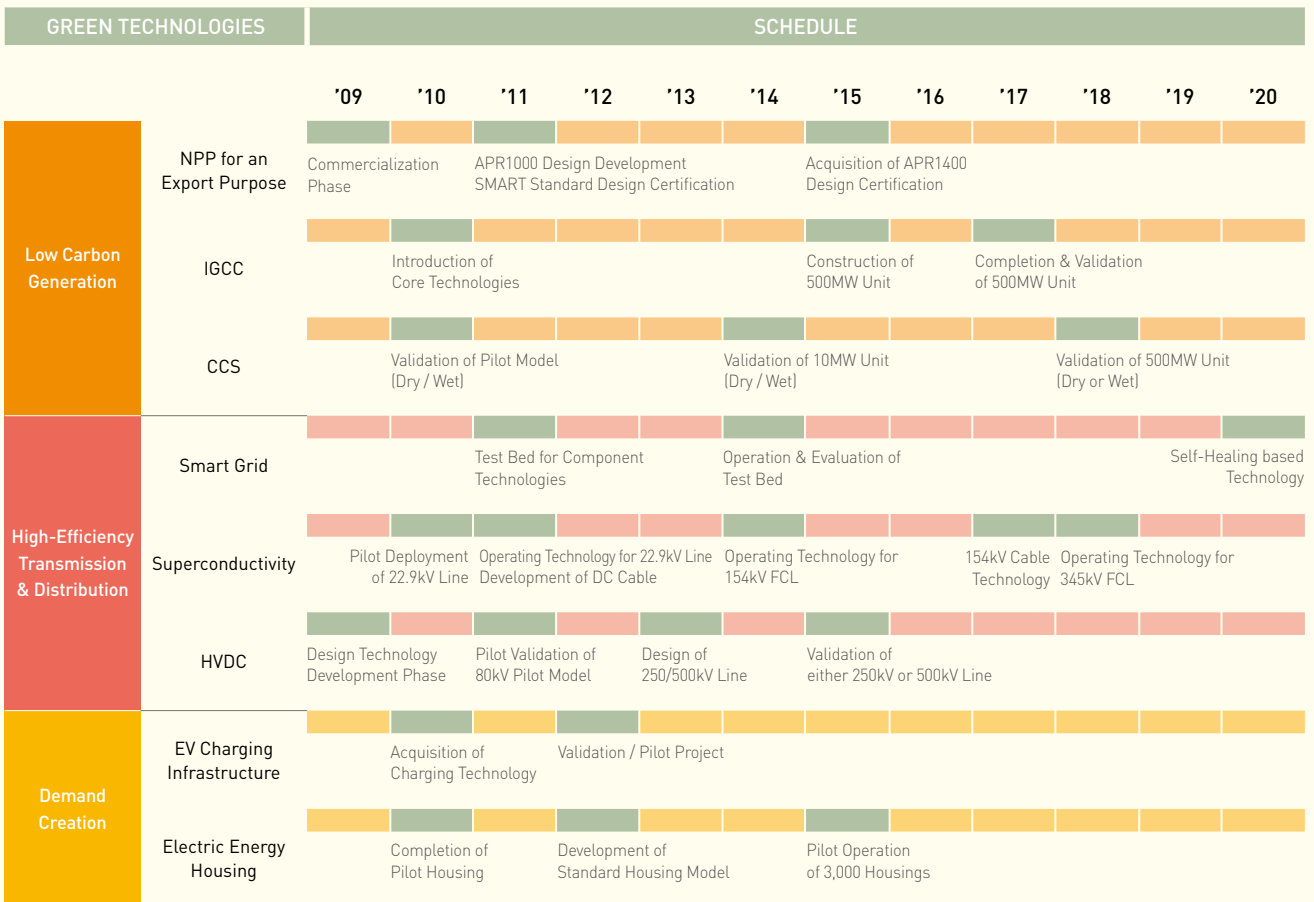 GREEN TECHNOLOGIES
SCHEDULE
’09 ’10 ’11 ’12 ’13 ’14 ’15 ’16 ’17 ’18 ’19 ’20
Low Carbon
Generation
NPP for an
Export Purpose
Commercialization
Phase
APR1000 Design Development
SMART Standard Design Certification
Acquisition of APR1400
Design Certification
IGCC
Introduction of
Core Technologies
Construction of
500MW Unit
Completion & Validation
of 500MW Unit
CCS
Validation of Pilot Model
(Dry / Wet)
Validation of 10MW Unit
(Dry / Wet)
Validation of 500MW Unit
(Dry or Wet)
High-Efficiency
Transmission
& Distribution
Smart Grid
Test Bed for Component
Technologies
Operation & Evaluation of
Test Bed
Self-Healing based
Technology
Superconductivity
Pilot Deployment
of 22.9kV Line
Operating Technology for 22.9kV Line
Development of DC Cable
Operating Technology for
154kV FCL
154kV Cable
Technology
Operating Technology for
345kV FCL
HVDC
Design Technology
Development Phase
Pilot Validation of
80kV Pilot Model
Design of
250/500kV Line
Validation of
either 250kV or 500kV Line
Demand
Creation
EV Charging
Infrastructure
Acquisition of
Charging Technology
Validation / Pilot Project
Electric Energy
Housing
Completion of
Pilot Housing
Development of
Standard Housing Model
Pilot Operation
of 3,000 Housings